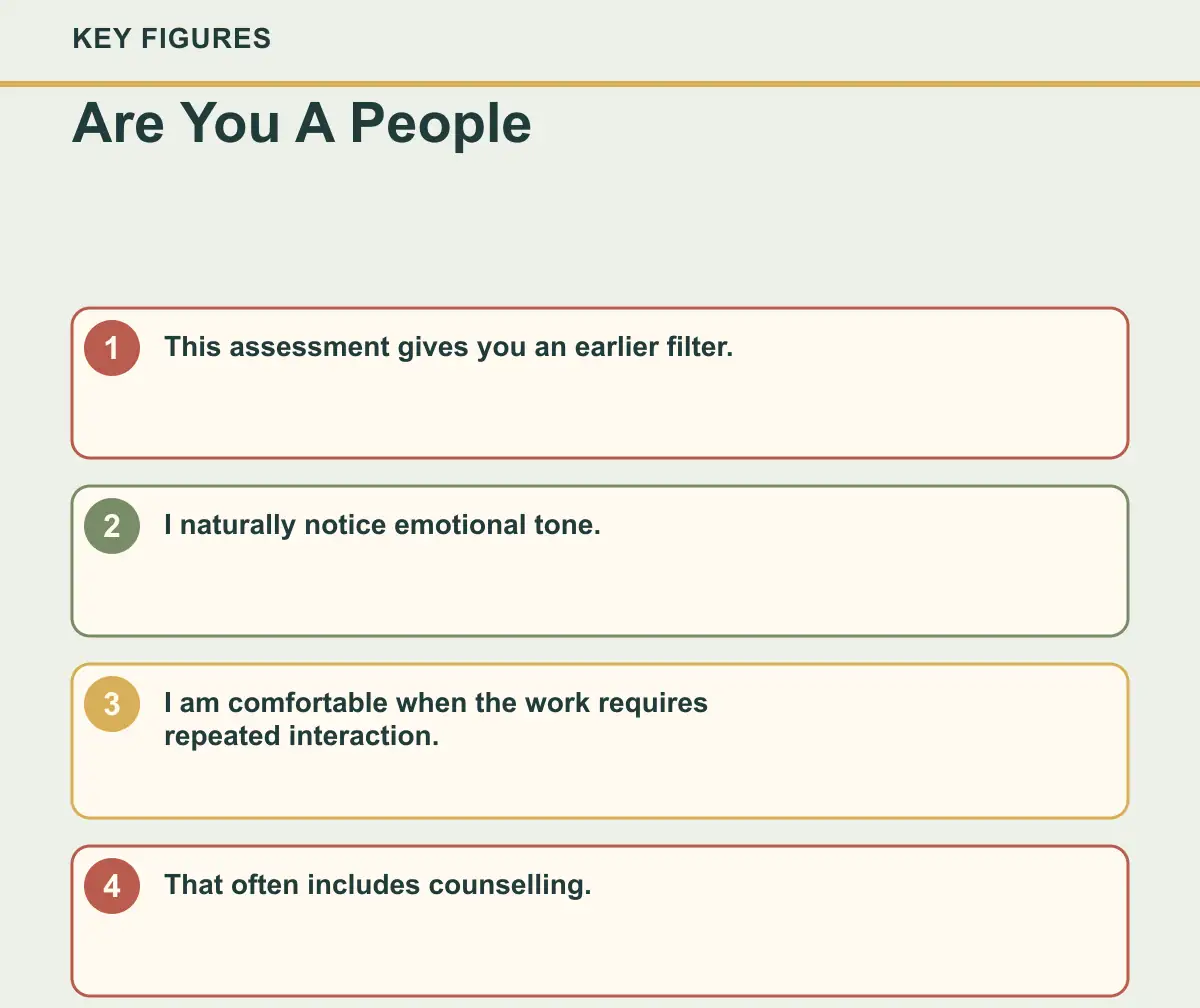 KEY FIGURES
Are You A People
1
This assessment gives you an earlier filter.
2
I naturally notice emotional tone.
3
I am comfortable when the work requires
repeated interaction.
4
That often includes counselling.